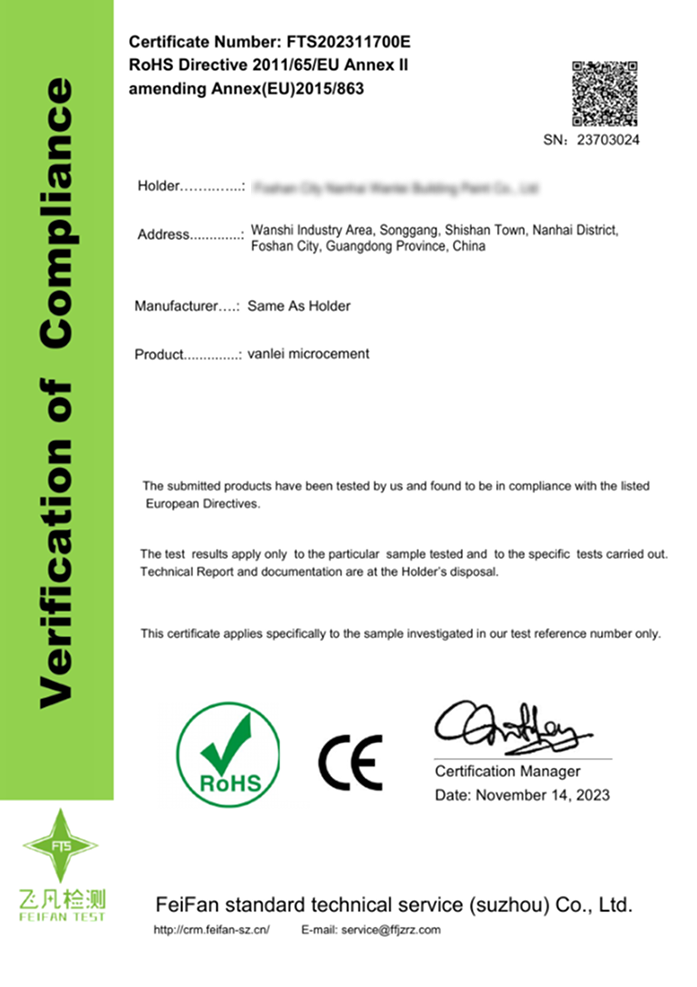 Verification of Compliance
Certificate Number: FTS202311700E
RoHS Directive 2011/65/EU Annex II
amending Annex(EU)2015/863
SN: 23703024
Holder.............:
Address.............: Wanshi Industry Area, Songgang, Shishan Town, Nanhai District,
Foshan City, Guangdong Province, China
Manufacturer....: Same As Holder
Product..............: vanlei microcement
The submitted products have been tested by us and found to be in compliance with the listed
European Directives.
The test results apply only to the particular sample tested and to the specific tests carried out.
Technical Report and documentation are at the Holder's disposal.
This certificate applies specifically to the sample investigated in our test reference number only.
RoHS
CE
Certification Manager
Date: November 14, 2023
FTS
飞凡检测
FEIFAN TEST
FeiFan standard technical service (suzhou) Co., Ltd.
http://crm.feifan-sz.cn/ E-mail: service@ffjzrz.com